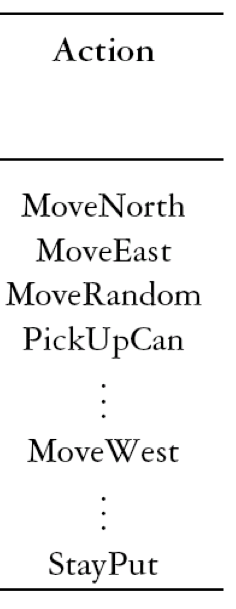 Action
MoveNorth
MoveEast
MoveRandom
PickUpCan
⋮
MoveWest
⋮
StayPut